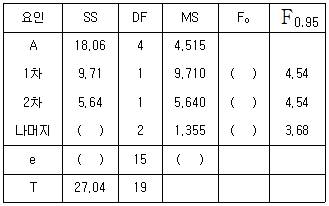 요인 SS DF MS F₀ F0.95
A 18,06 4 4,515
1차 9,71 1 9,710 ( ) 4,54
2차 5,64 1 5,640 ( ) 4,54
나머지 ( ) 2 1,355 ( ) 3,68
e ( ) 15 ( )
T 27,04 19